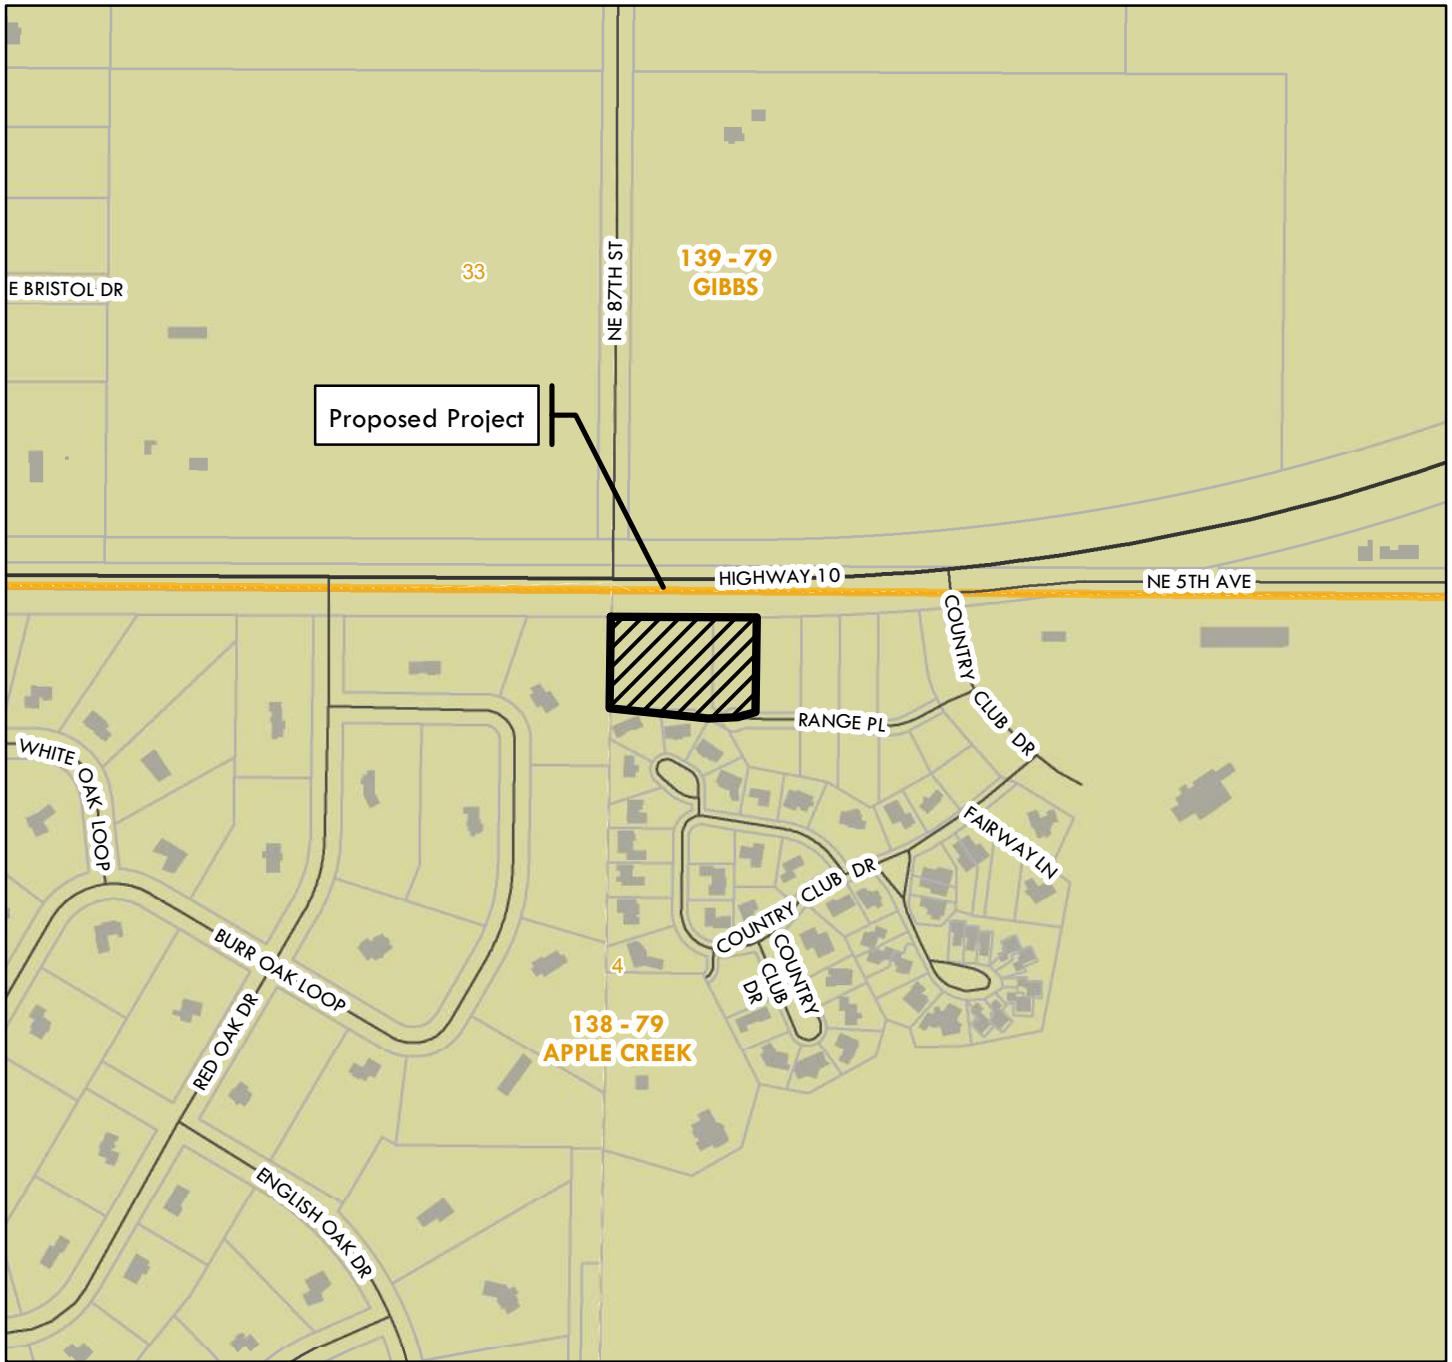 139 - 79
GIBBS
33
NE 87TH ST
E BRISTOL DR
Proposed Project
HIGHWAY 10
NE 5TH AVE
COUNTRY CLUB DR
RANGE PL
WHITE OAK LOOP
FAIRWAY LN
COUNTRY CLUB DR
COUNTRY CLUB DR
BURR OAK LOOP
4
RED OAK DR
138 - 79
APPLE CREEK
ENGLISH OAK DR